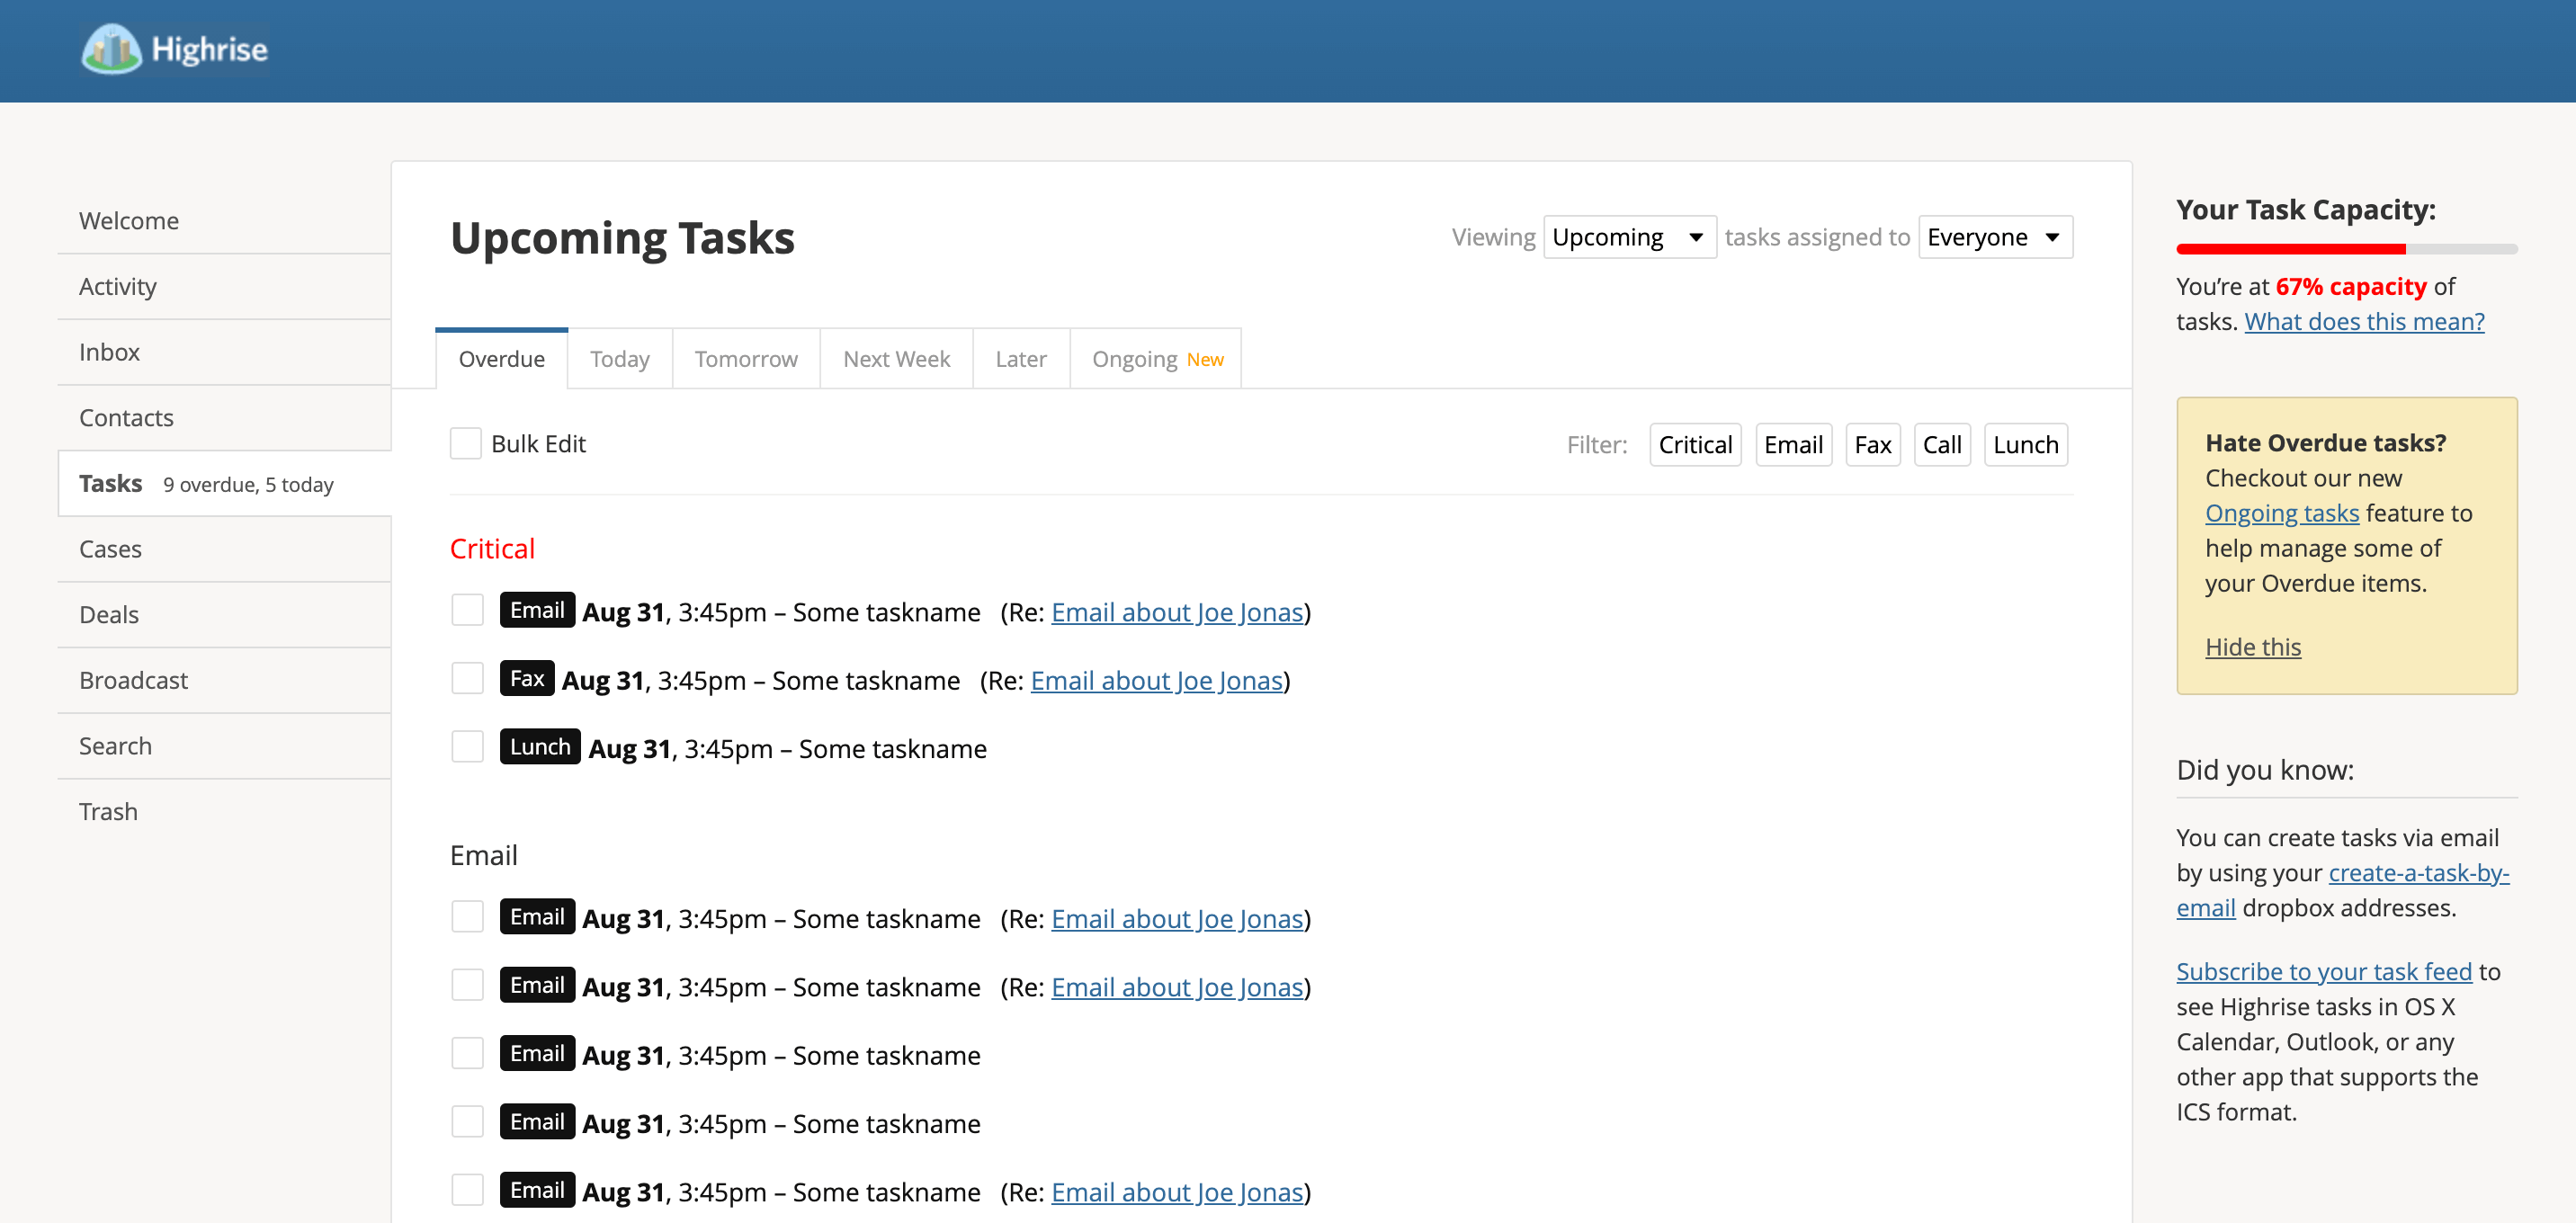 Highrise
Welcome
Activity
Inbox
Contacts
Tasks 9 overdue, 5 today
Cases
Deals
Broadcast
Search
Trash
Upcoming Tasks
Viewing Upcoming tasks assigned to Everyone
Overdue Today Tomorrow Next Week Later Ongoing New
Bulk Edit Filter: Critical Email Fax Call Lunch
Critical
Email Aug 31, 3:45pm – Some taskname (Re: Email about Joe Jonas)
Fax Aug 31, 3:45pm – Some taskname (Re: Email about Joe Jonas)
Lunch Aug 31, 3:45pm – Some taskname
Email
Email Aug 31, 3:45pm – Some taskname (Re: Email about Joe Jonas)
Email Aug 31, 3:45pm – Some taskname (Re: Email about Joe Jonas)
Email Aug 31, 3:45pm – Some taskname
Email Aug 31, 3:45pm – Some taskname
Email Aug 31, 3:45pm – Some taskname (Re: Email about Joe Jonas)
Your Task Capacity:
You’re at 67% capacity of
tasks. What does this mean?
Hate Overdue tasks?
Checkout our new
Ongoing tasks feature to
help manage some of
your Overdue items.
Hide this
Did you know:
You can create tasks via email
by using your create-a-task-by-
email dropbox addresses.
Subscribe to your task feed to
see Highrise tasks in OS X
Calendar, Outlook, or any
other app that supports the
ICS format.